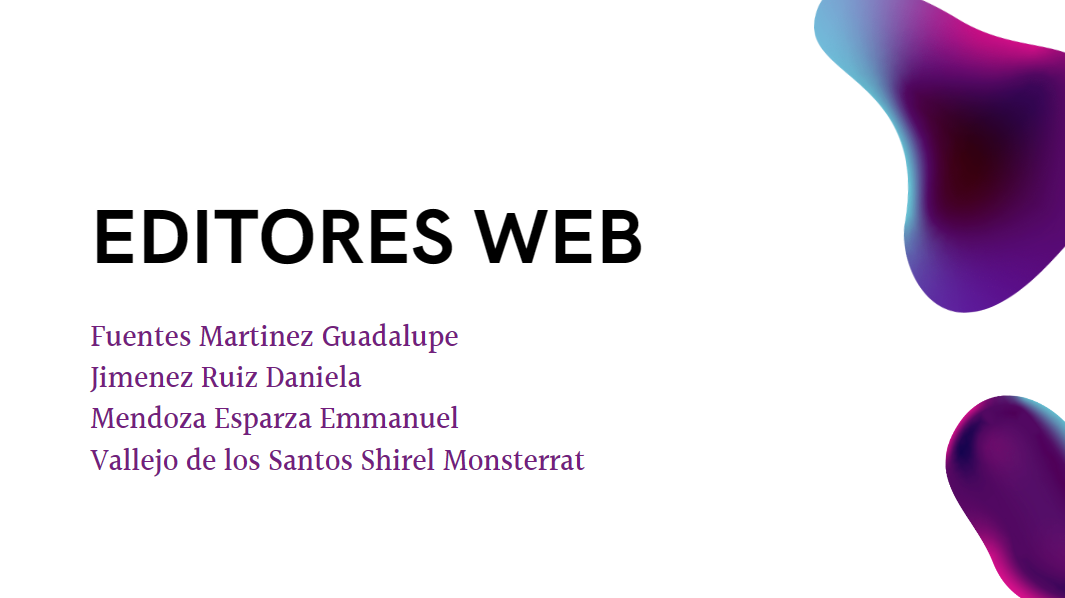 EDITORES WEB
Fuentes Martinez Guadalupe
Jimenez Ruiz Daniela
Mendoza Esparza Emmanuel
Vallejo de los Santos Shirel Monsterrat